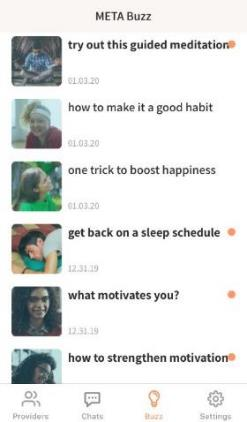 META Buzz
try out this guided meditation
01.03.20
how to make it a good habit
01.03.20
one trick to boost happiness
01.03.20
get back on a sleep schedule
12.31.19
what motivates you?
12.31.19
how to strengthen motivation
Providers
Chats
Buzz
Settings